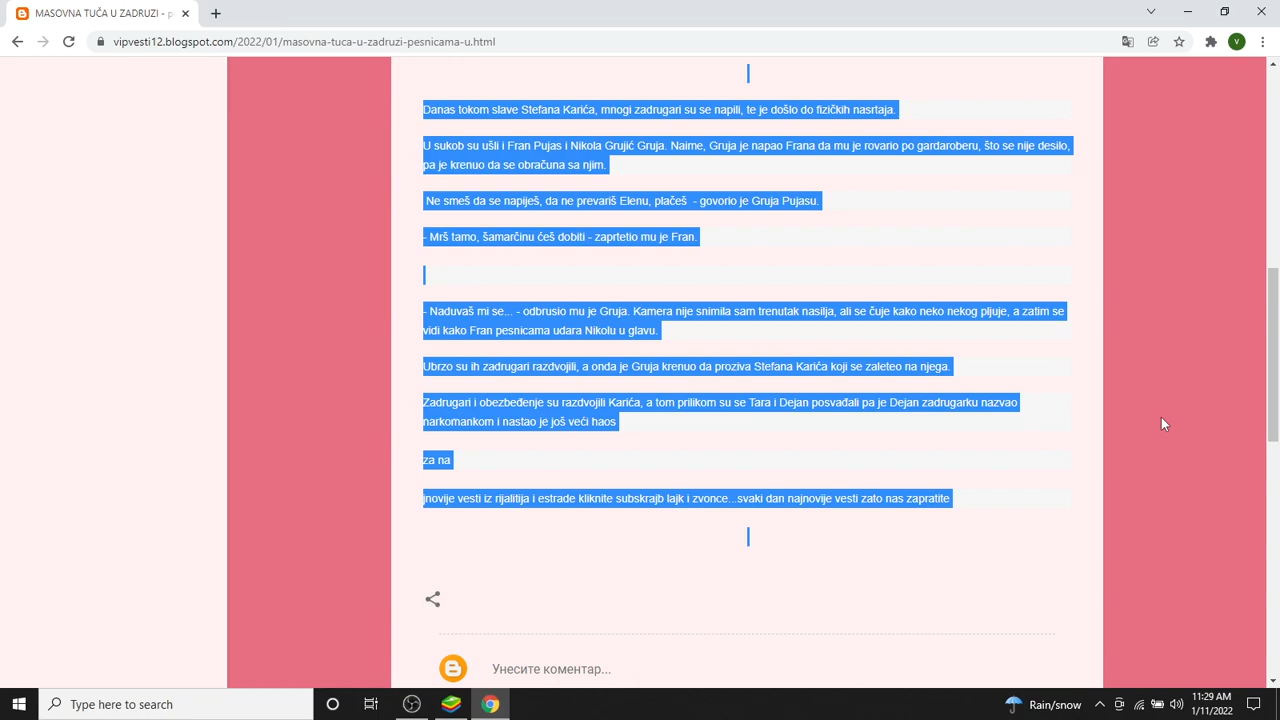 MASOVNA TUČA U ZADRUZI - p
vipvesti12.blogspot.com/2022/01/masovna-tuca-u-zadruzi-pesnicama-u.html
V
Danas tokom slave Stefana Karića, mnogi zadrugari su se napili, te je došlo do fizičkih nasrtaja.
U sukob su ušli i Fran Pujas i Nikola Grujić Gruja. Naime, Gruja je napao Frana da mu je rovario po gardaroberu, što se nije desilo,
pa je krenuo da se obračuna sa njim.
Ne smeš da se napiješ, da ne prevariš Elenu, plačeš - govorio je Gruja Pujasu.
- Mrš tamo, šamarčinu ćeš dobiti - zaprtetio mu je Fran.
- Naduvaš mi se... - odbrusio mu je Gruja. Kamera nije snimila sam trenutak nasilja, ali se čuje kako neko nekog pljuje, a zatim se
vidi kako Fran pesnicama udara Nikolu u glavu.
Ubrzo su ih zadrugari razdvojili, a onda je Gruja krenuo da proziva Stefana Karića koji se zaleteo na njega.
Zadrugari i obezbeđenje su razdvojili Karića, a tom prilikom su se Tara i Dejan posvađali pa je Dejan zadrugarku nazvao
narkomankom i nastao je još veći haos
za na
jnovije vesti iz rijalitija i estrade kliknite subskrajb lajk i zvonce...svaki dan najnovije vesti zato nas zapratite
Унесите коментар...
Type here to search
Rain/snow
11:29 AM
1/11/2022